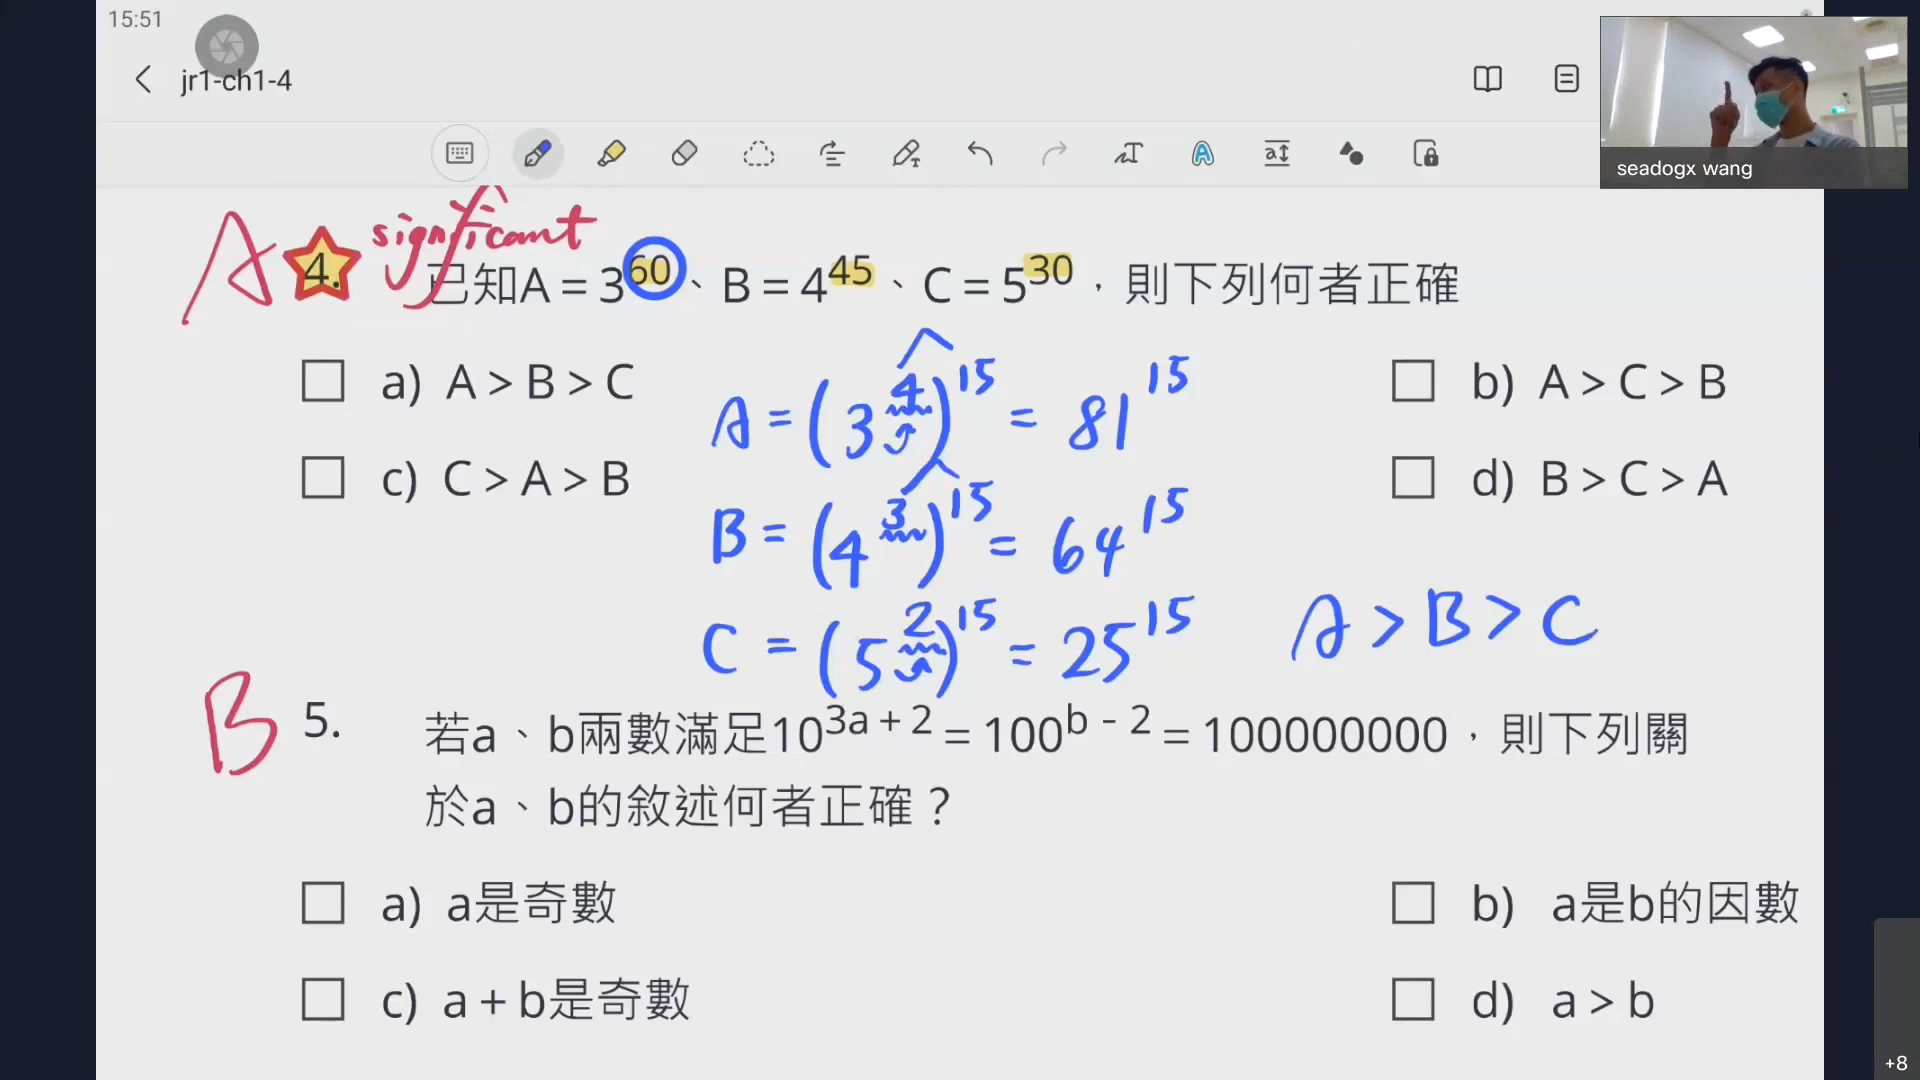 15:51
jr1-ch1-4
seadogx wang
A significant
4. 已知A = 3^60、B = 4^45、C = 5^30，則下列何者正確
a) A > B > C
b) A > C > B
c) C > A > B
d) B > C > A
A = (3^4)^15 = 81^15
B = (4^3)^15 = 64^15
C = (5^2)^15 = 25^15
A > B > C
B
5. 若a、b兩數滿足10^3a + 2 = 100^b - 2 = 100000000，則下列關
於a、b的敘述何者正確？
a) a是奇數
b) a是b的因數
c) a + b是奇數
d) a > b
+8